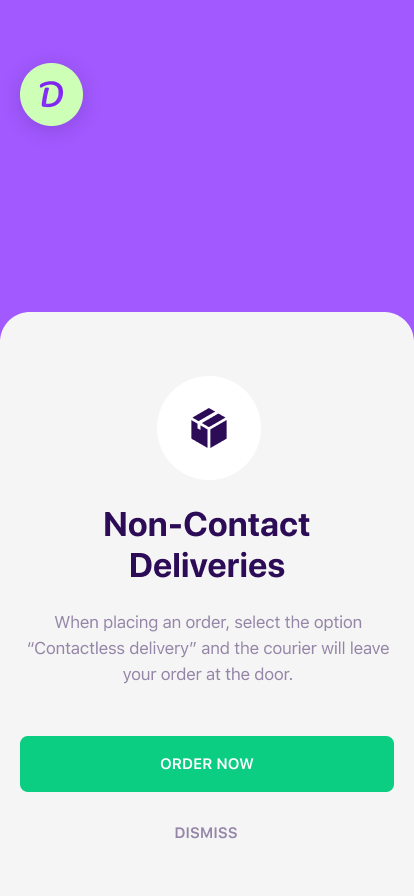 D
Non-Contact
Deliveries
When placing an order, select the option
“Contactless delivery” and the courier will leave
your order at the door.
ORDER NOW
DISMISS